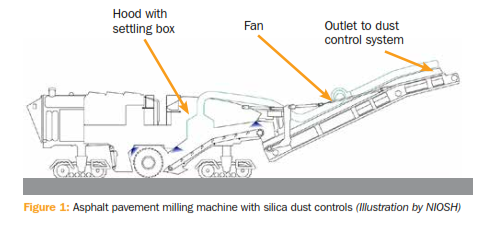 Hood with
settling box
Fan
Outlet to dust
control system
Figure 1: Asphalt pavement milling machine with silica dust controls (Illustration by NIOSH)